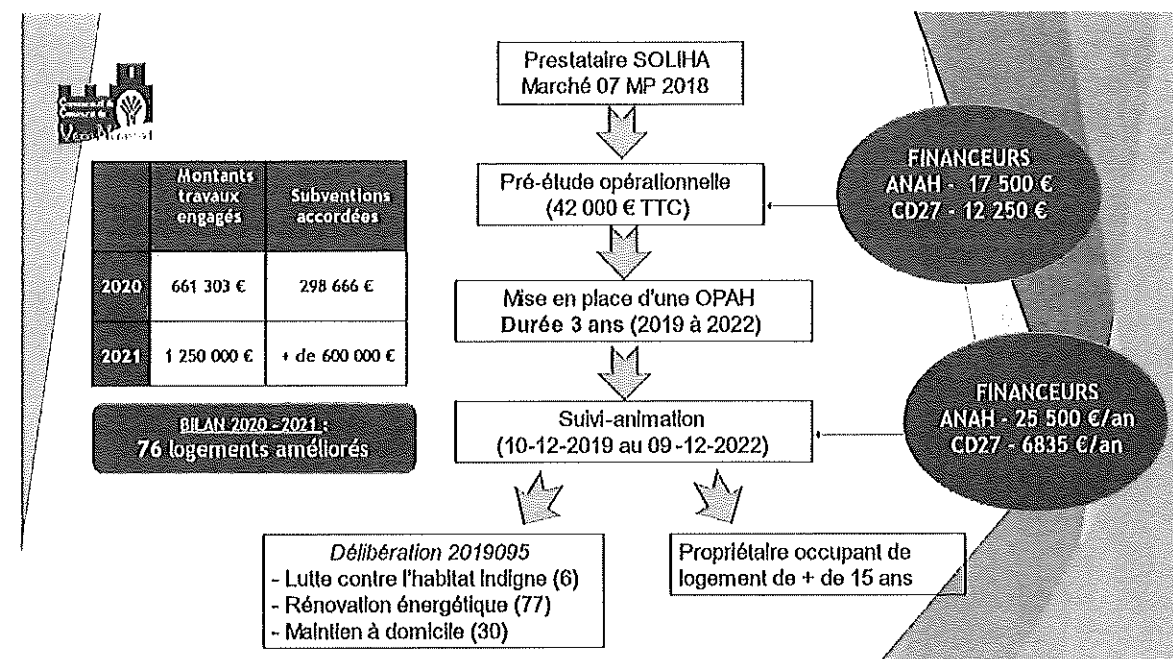 Prestataire SOLIHA
Marché 07 MP 2018
Pré-étude opérationnelle
(42 000 € TTC)
FINANCEURS
ANAH - 17 500 €
CD27 - 12 250 €
Mise en place d'une OPAH
Durée 3 ans (2019 à 2022)
Suivi-animation
(10-12-2019 au 09-12-2022)
FINANCEURS
ANAH - 25 500 €/an
CD27 - 6835 €/an
Délibération 2019095
- Lutte contre l'habitat Indigne (6)
- Rénovation énergétique (77)
- Maintien à domicile (30)
Propriétaire occupant de
logement de + de 15 ans
Montants
travaux
engagés
Subventions
accordées
2020 661 303 € 298 666 €
2021 1 250 000 € + de 600 000 €
BILAN 2020 - 2021 :
76 logements améliorés